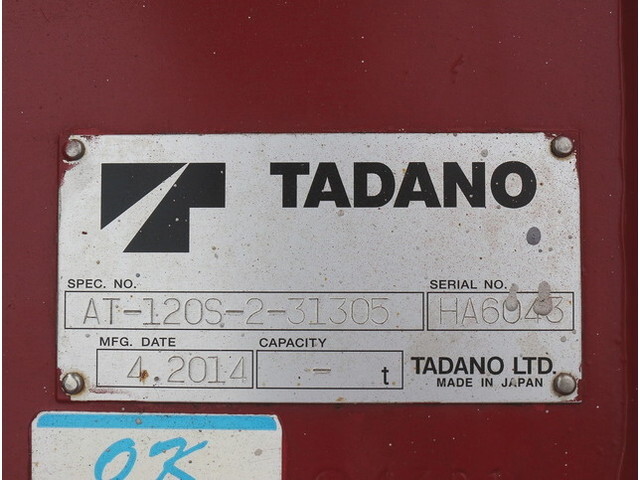 TADANO
SPEC. NO. SERIAL NO.
AT-120S-2-31305 HA6043
MFG. DATE CAPACITY
4.2014 - t TADANO LTD.
MADE IN JAPAN
OK